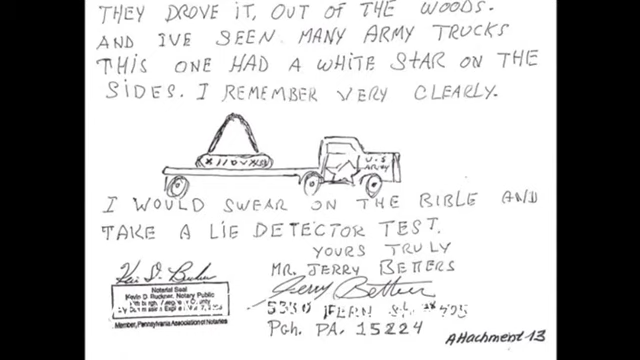 THEY DROVE IT, OUT OF THE WOODS.
AND I'VE SEEN MANY ARMY TRUCKS
THIS ONE HAD A WHITE STAR ON THE
SIDES. I REMEMBER VERY CLEARLY.
U.S
ARMY
I WOULD SWEAR ON THE BIBLE AND
TAKE A LIE DETECTOR TEST.
YOURS TRULY
MR. JERRY BETTERS
Jerry Betters
Notarial Seal
Kevin D. Buckner, Notary Public
Member, Pennsylvania Association of Notaries
Pgh. PA. 15224
Attachment 13